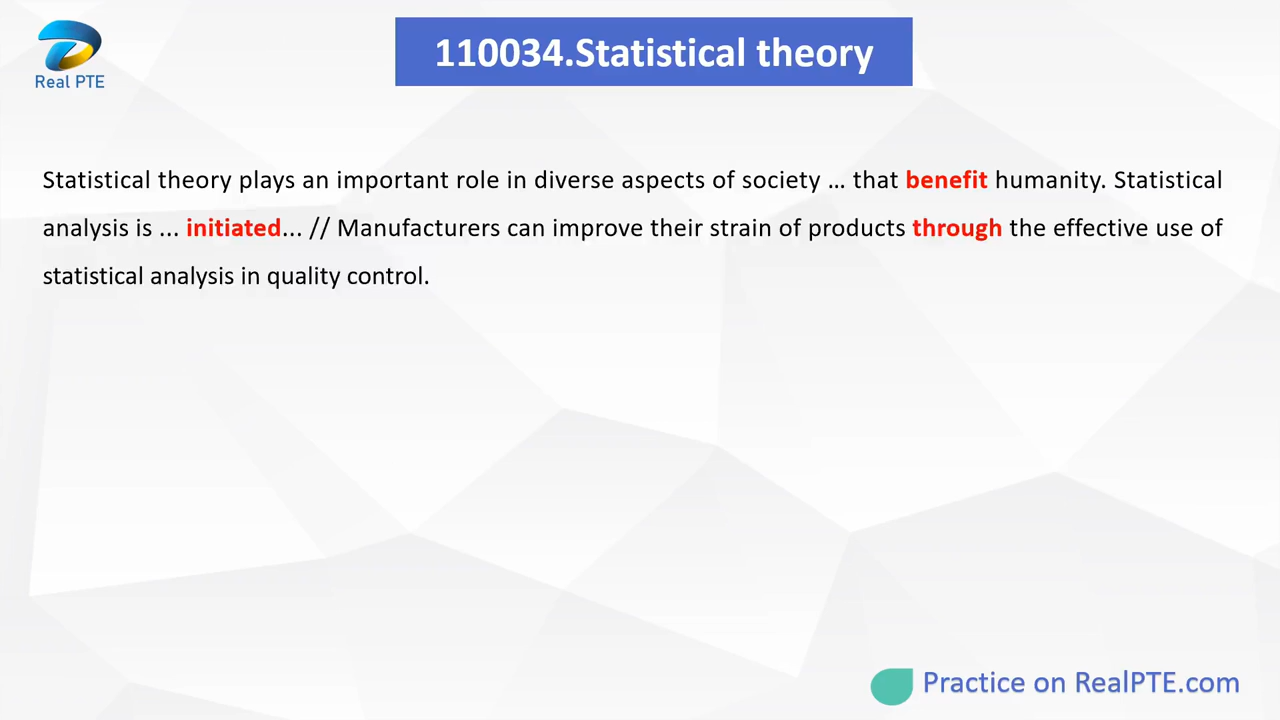 110034.Statistical theory
Real PTE
Statistical theory plays an important role in diverse aspects of society … that benefit humanity. Statistical
analysis is … initiated… // Manufacturers can improve their strain of products through the effective use of
statistical analysis in quality control.
Practice on RealPTE.com